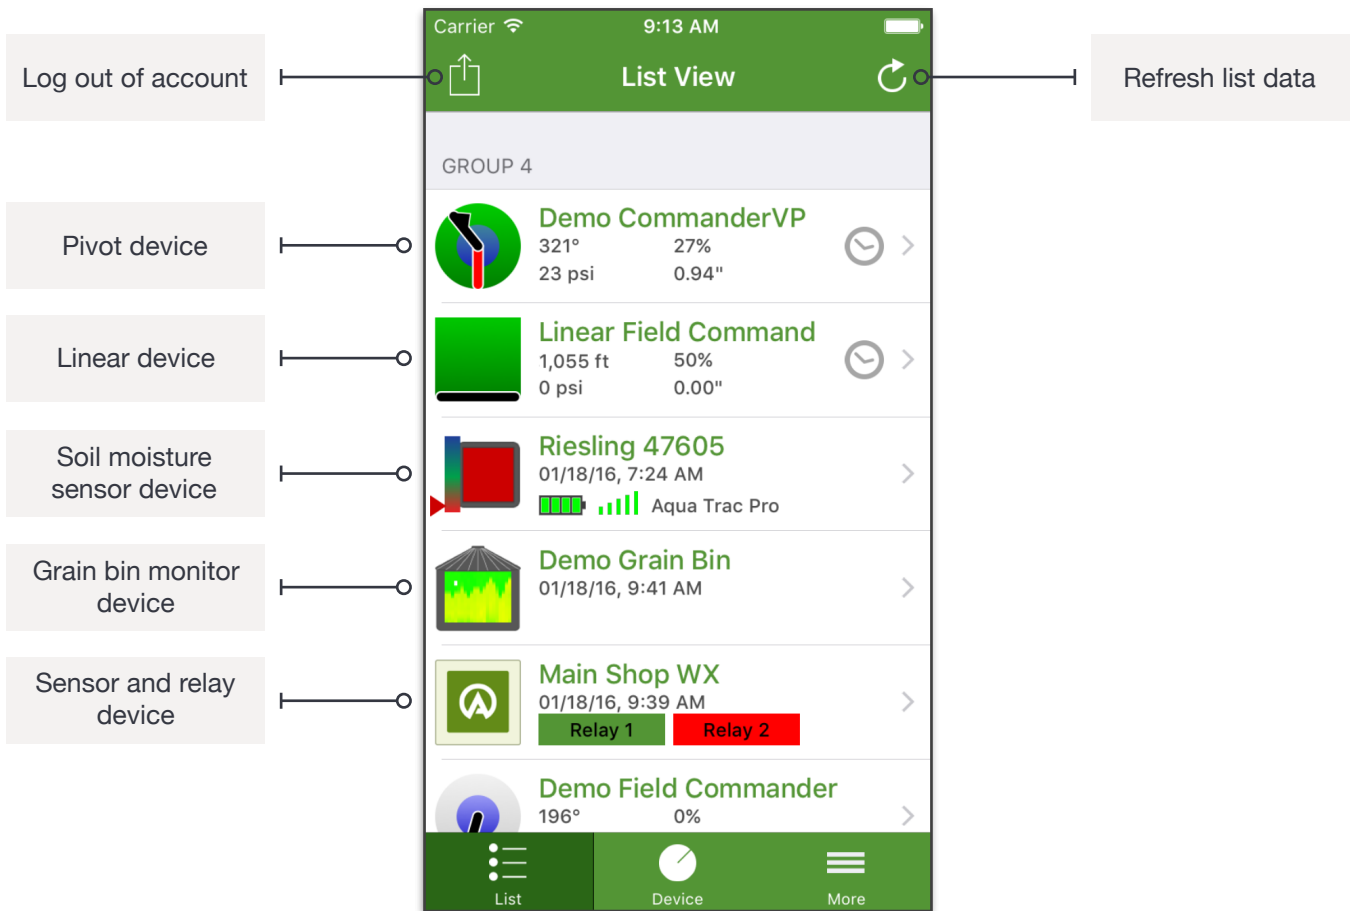 Carrier 9:13 AM
Log out of account
List View
Refresh list data
GROUP 4
Pivot device
Demo CommanderVP
321° 27%
23 psi 0.94"
Linear device
Linear Field Command
1,055 ft 50%
0 psi 0.00"
Soil moisture
sensor device
Riesling 47605
01/18/16, 7:24 AM
Aqua Trac Pro
Grain bin monitor
device
Demo Grain Bin
01/18/16, 9:41 AM
Sensor and relay
device
Main Shop WX
01/18/16, 9:39 AM
Relay 1 Relay 2
Demo Field Commander
196° 0%
List Device More